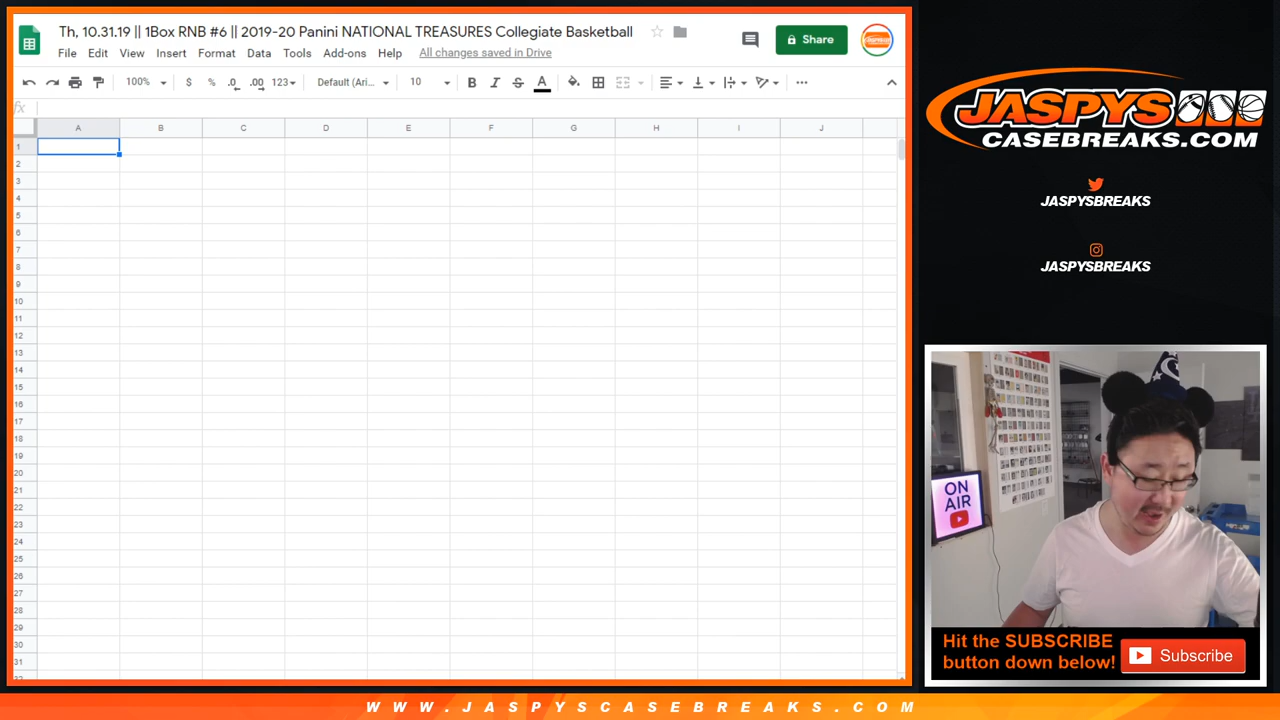 Th, 10.31.19 || 1Box RNB #6 || 2019-20 Panini NATIONAL TREASURES Collegiate Basketball
File Edit View Insert Format Data Tools Add-ons Help All changes saved in Drive
Share
100% $ % .0 .00 123 Default (Ari... 10 B I S A
fx
A B C D E F G H I J
1
2
3
4
5
6
7
8
9
10
11
12
13
14
15
16
17
18
19
20
21
22
23
24
25
26
27
28
29
30
31
JASPYS
CASEBREAKS.COM
JASPYSBREAKS
JASPYSBREAKS
ON
AIR
Hit the SUBSCRIBE
button down below!
Subscribe
WWW.JASPYSCASEBREAKS.COM